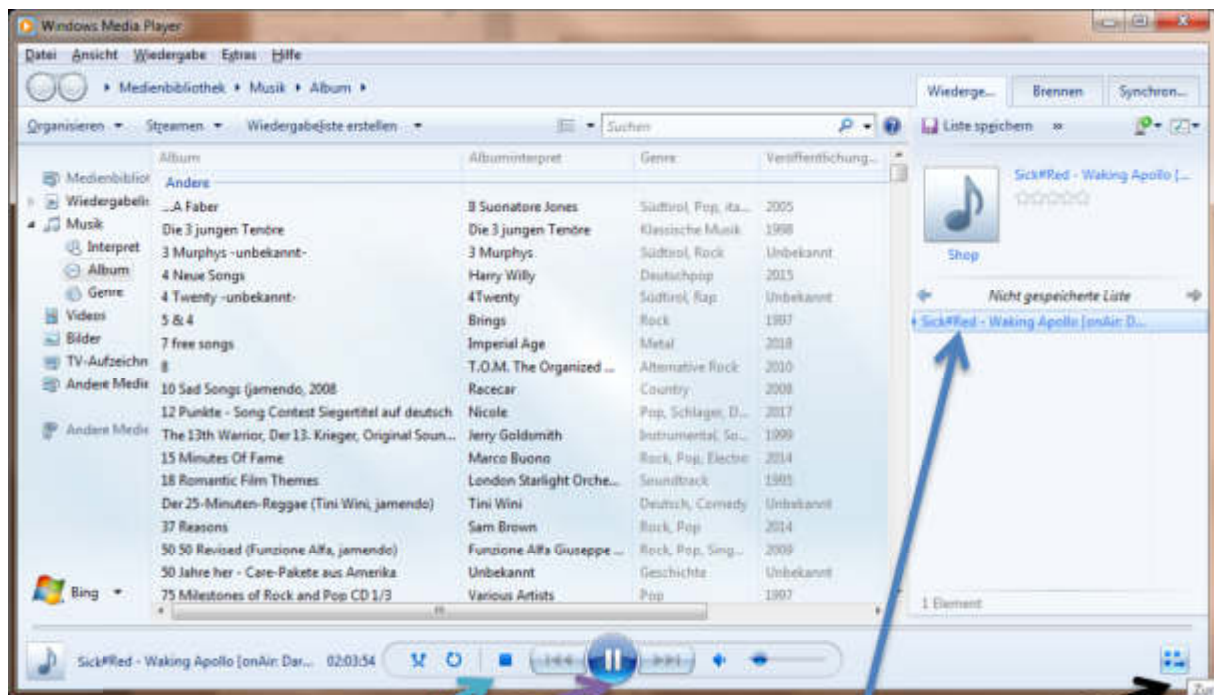 Windows Media Player
Datei Ansicht Wiedergabe Extras Hilfe
Medienbibliothek Musik Album
Wiederge... Brennen Synchron...
Organisieren Streamen Wiedergabeliste erstellen Suchen Liste speichern »
Album Albuminterpret Genre Veröffentlichung...
Andere
...A Faber 3 Suonatore Jones Südtirol, Pop, ita... 2005
Die 3 jungen Tenöre Die 3 jungen Tenöre Klassische Musik 1998
3 Murphys -unbekannt- 3 Murphys Südtirol, Rock Unbekannt
4 Neue Songs Harry Willy Deutschpop 2015
4 Twenty -unbekannt- 4Twenty Südtirol, Rap Unbekannt
5 & 4 Brings Rock 1997
7 free songs Imperial Age Metal 2018
8 T.O.M. The Organized ... Alternative Rock 2010
10 Sad Songs (jamendo, 2008 Racecar Country 2008
12 Punkte - Song Contest Siegertitel auf deutsch Nicole Pop, Schlager, D... 2017
The 13th Warrior, Der 13. Krieger, Original Soun... Jerry Goldsmith Instrumental, So... 1999
15 Minutes Of Fame Marco Buono Rock, Pop, Electro 2014
18 Romantic Film Themes London Starlight Orche... Soundtrack 1995
Der 25-Minuten-Reggae (Tini Wini, jamendo) Tini Wini Deutsch, Comedy Unbekannt
37 Reasons Sam Brown Rock, Pop 2014
50 50 Revised (Funzione Alfa, jamendo) Funzione Alfa Giuseppe ... Rock, Pop, Sing... 2009
50 Jahre her - Care-Pakete aus Amerika Unbekannt Geschichte Unbekannt
75 Milestones of Rock and Pop CD 1/3 Various Artists Pop 1997
Medienbibliot
Wiedergabelis
Musik
Interpret
Album
Genre
Videos
Bilder
TV-Aufzeichn
Andere Medie
Andere Medie
Bing
Sick#Red - Waking Apollo [...
Shop
Nicht gespeicherte Liste
Sick#Red - Waking Apollo [onAir: D...
1 Element
Sick#Red - Waking Apollo [onAir: Dar... 02:03:54